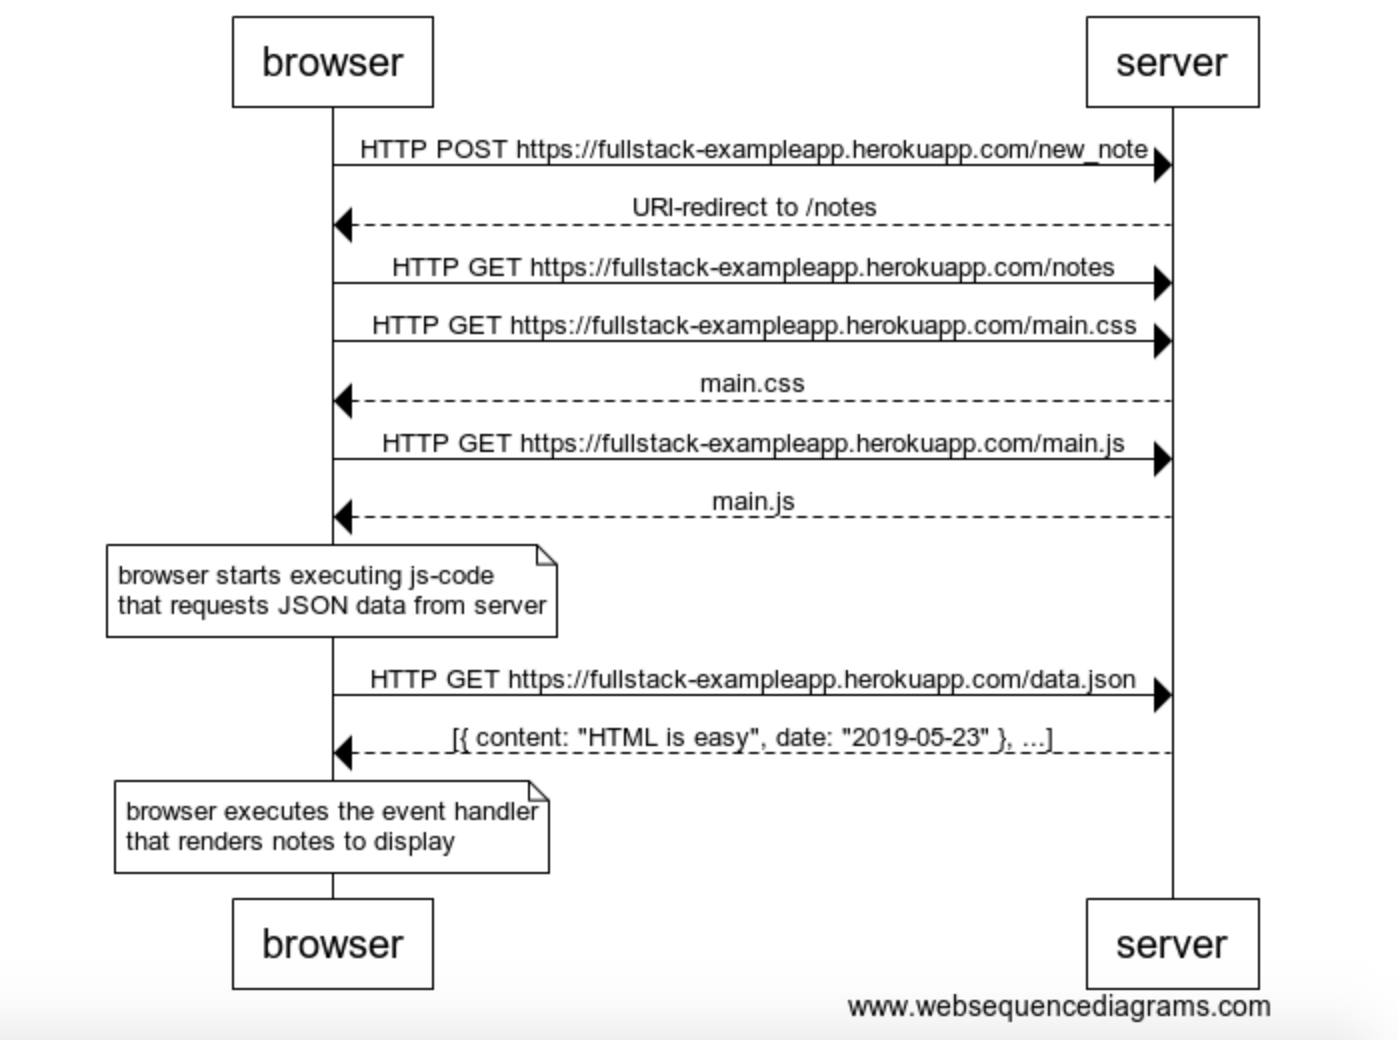 browser
server
HTTP POST https://fullstack-exampleapp.herokuapp.com/new_note
URI-redirect to /notes
HTTP GET https://fullstack-exampleapp.herokuapp.com/notes
HTTP GET https://fullstack-exampleapp.herokuapp.com/main.css
main.css
HTTP GET https://fullstack-exampleapp.herokuapp.com/main.js
main.js
browser starts executing js-code
that requests JSON data from server
HTTP GET https://fullstack-exampleapp.herokuapp.com/data.json
[{ content: "HTML is easy", date: "2019-05-23" }, ...]
browser executes the event handler
that renders notes to display
browser
server
www.websequencediagrams.com